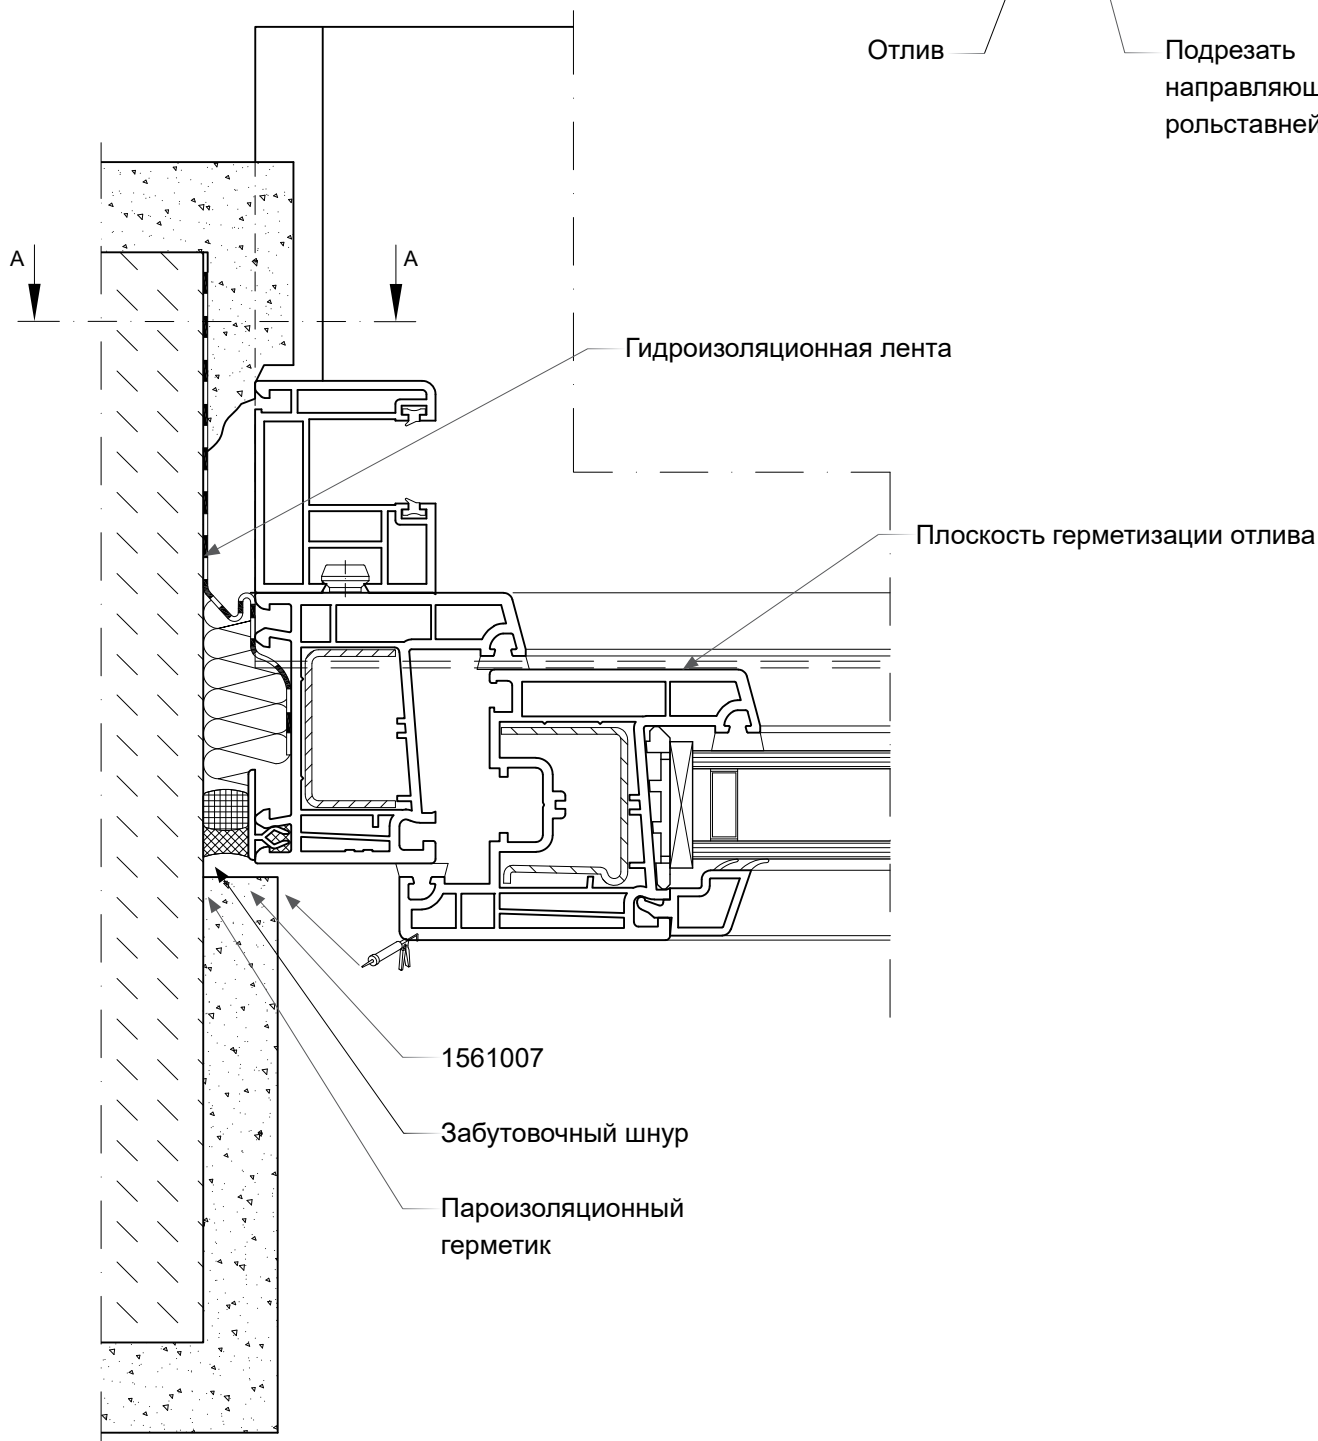 Отлив
Подрезать
направляющ
рольставней
A
A
Гидроизоляционная лента
Плоскость герметизации отлива
1561007
Забутовочный шнур
Пароизоляционный
герметик